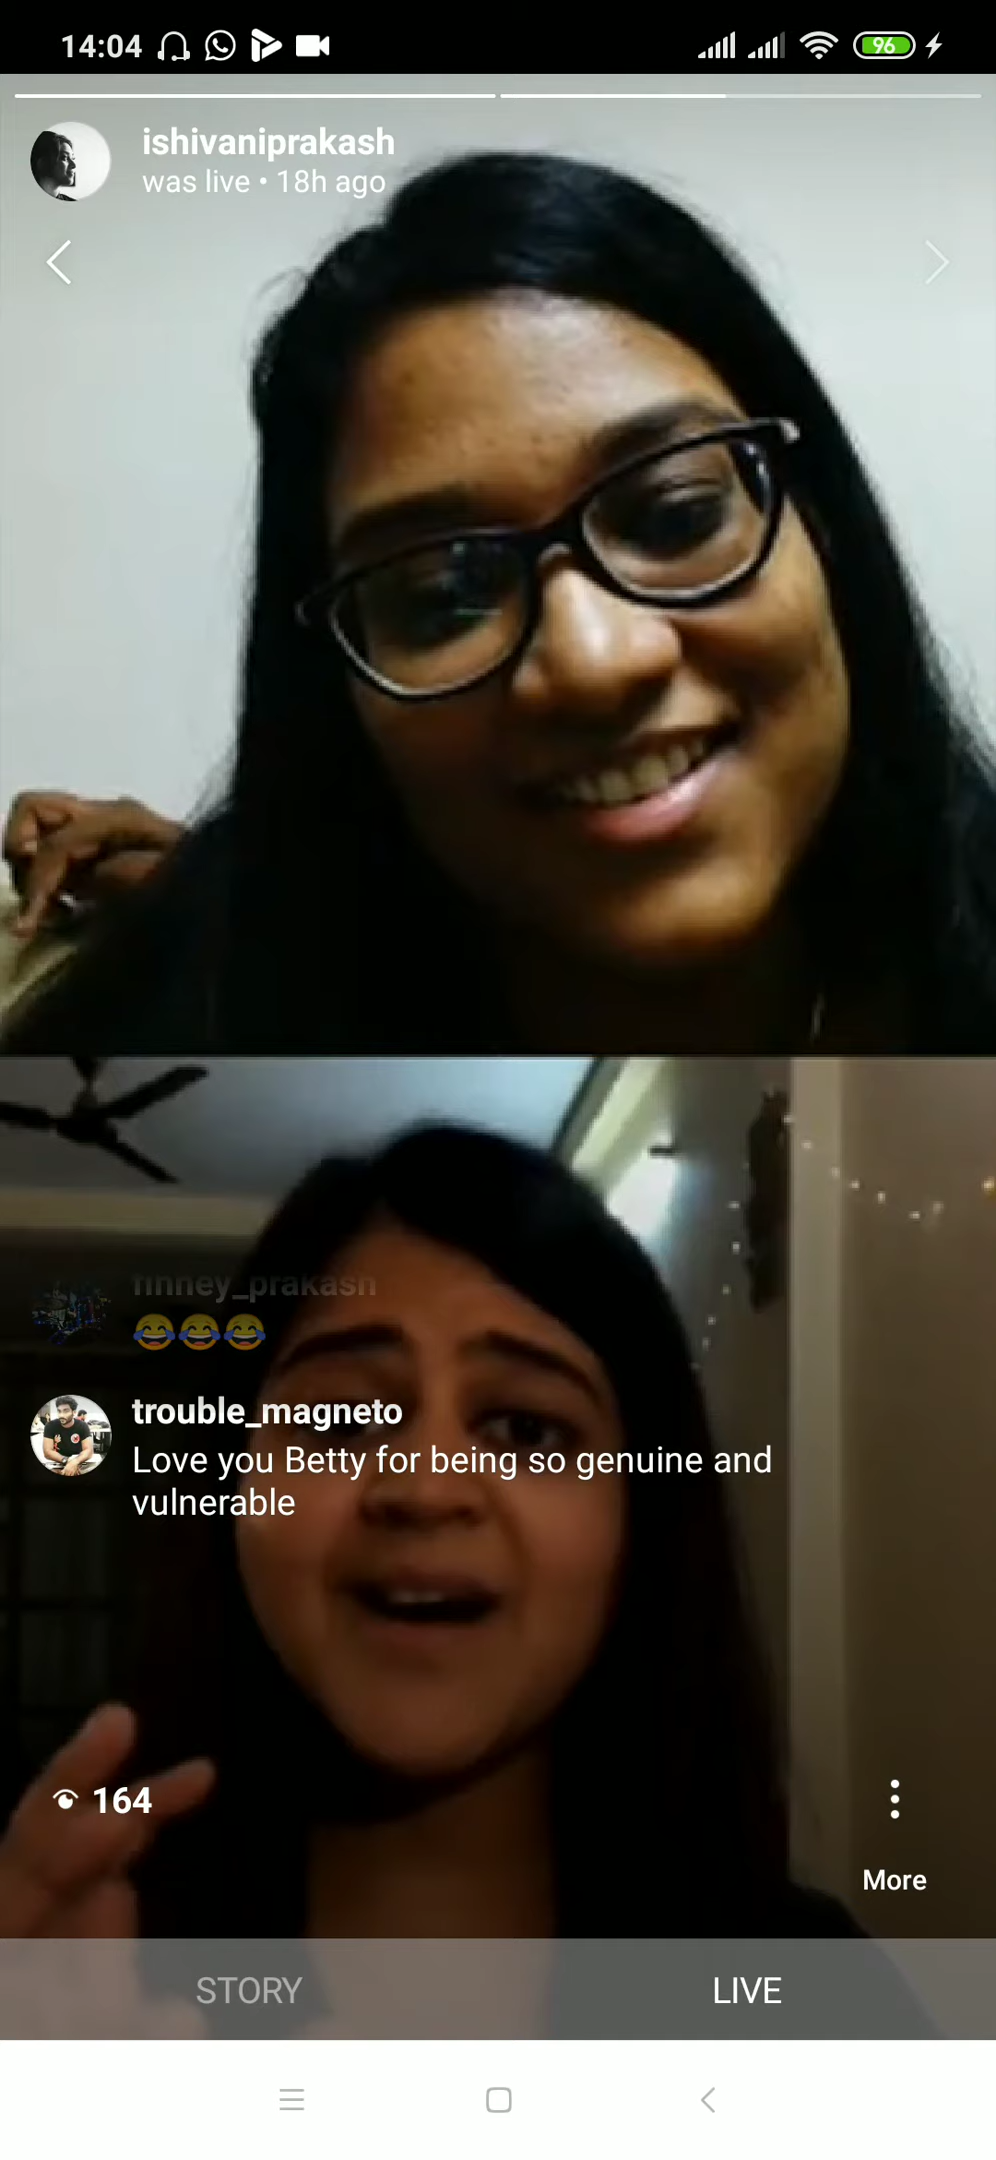 14:04
96
ishivaniprakash
was live • 18h ago
finney_prakash
😂😂😂
trouble_magneto
Love you Betty for being so genuine and
vulnerable
164
More
STORY
LIVE